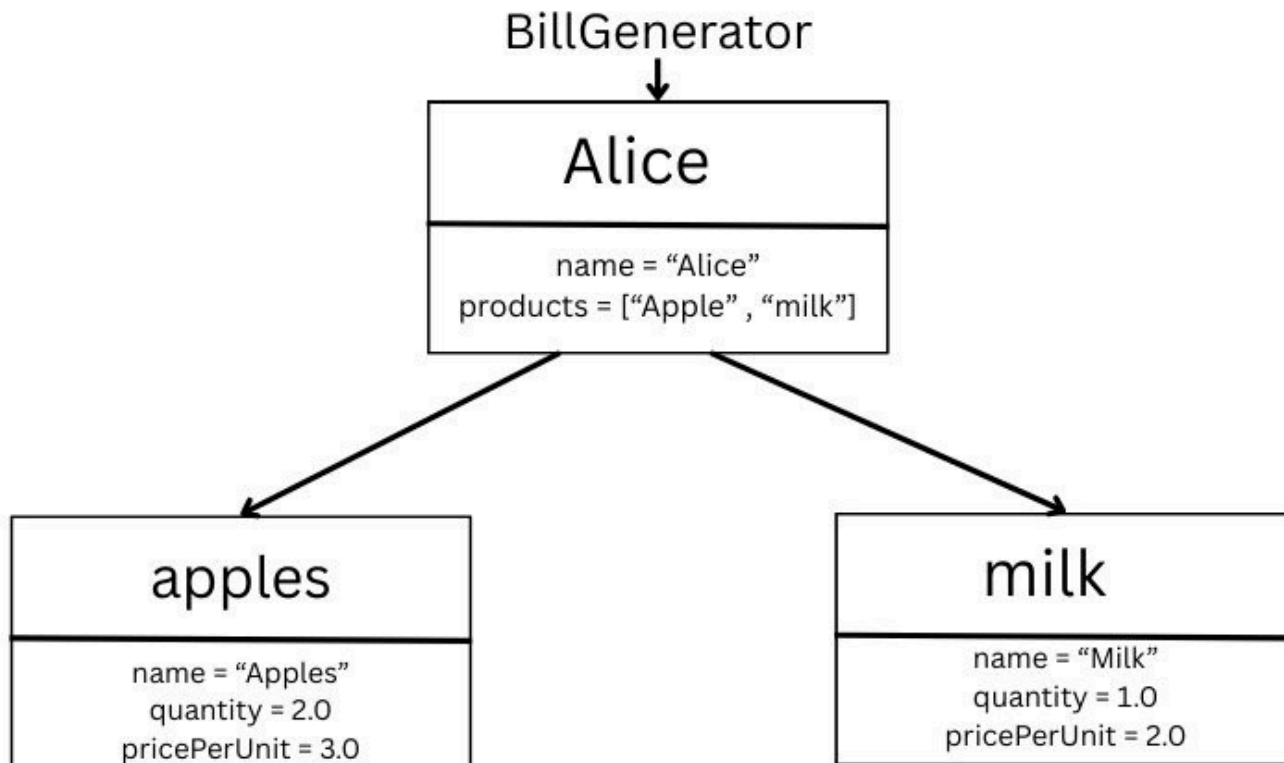 BillGenerator
Alice
name = “Alice”
products = [“Apple” , “milk”]
apples
name = “Apples”
quantity = 2.0
pricePerUnit = 3.0
milk
name = “Milk”
quantity = 1.0
pricePerUnit = 2.0